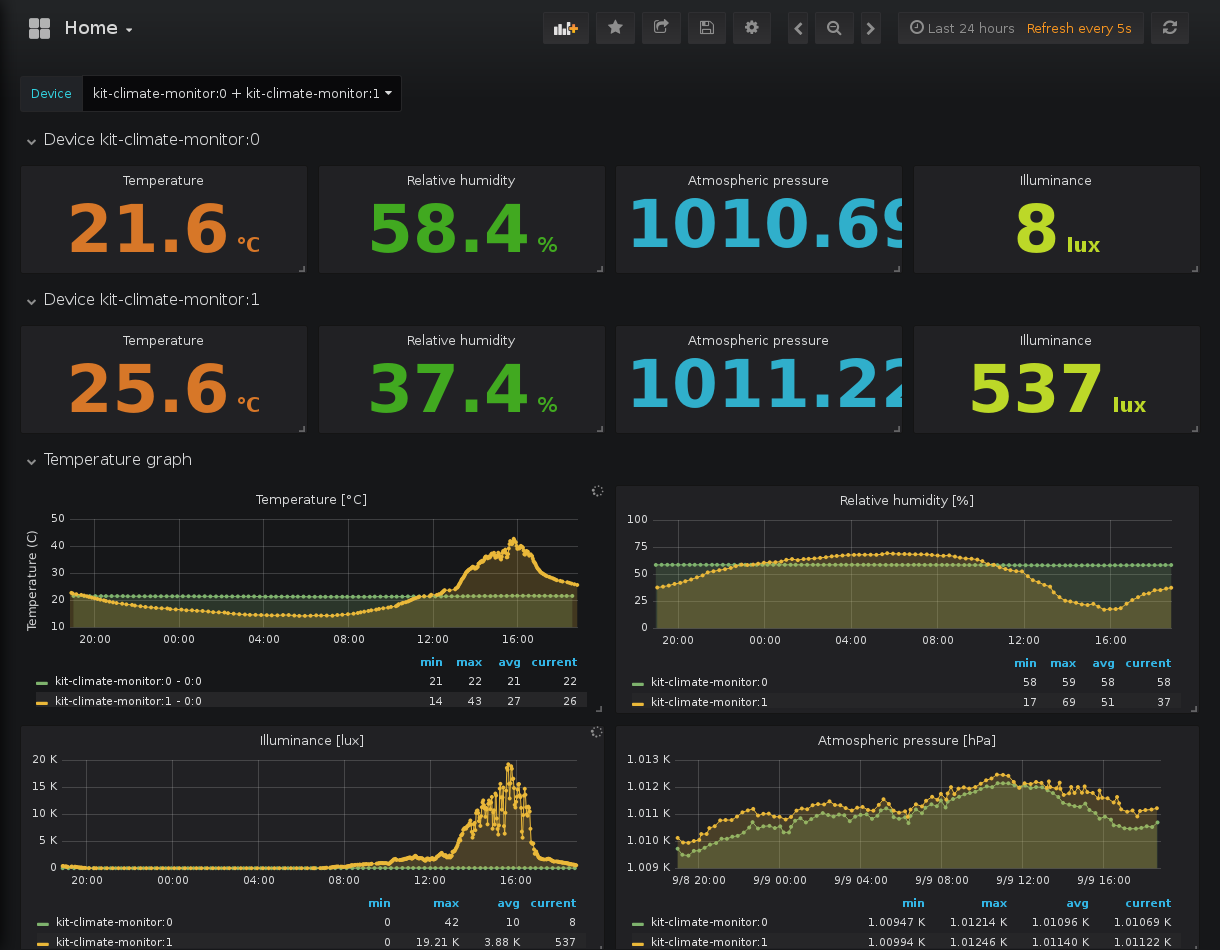 Home
Last 24 hours Refresh every 5s
Device kit-climate-monitor:0 + kit-climate-monitor:1
Device kit-climate-monitor:0
Temperature Relative humidity Atmospheric pressure Illuminance
21.6 °C 58.4 % 1010.69 8 lux
Device kit-climate-monitor:1
Temperature Relative humidity Atmospheric pressure Illuminance
25.6 °C 37.4 % 1011.22 537 lux
Temperature graph
Temperature [°C]
Temperature (C)
50
40
30
20
10
20:00 00:00 04:00 08:00 12:00 16:00
min max avg current
kit-climate-monitor:0 - 0:0 21 22 21 22
kit-climate-monitor:1 - 0:0 14 43 27 26
Relative humidity [%]
100
75
50
25
0
20:00 00:00 04:00 08:00 12:00 16:00
min max avg current
kit-climate-monitor:0 58 59 58 58
kit-climate-monitor:1 17 69 51 37
Illuminance [lux]
20 K
15 K
10 K
5 K
0
20:00 00:00 04:00 08:00 12:00 16:00
min max avg current
kit-climate-monitor:0 0 42 10 8
kit-climate-monitor:1 0 19.21 K 3.88 K 537
Atmospheric pressure [hPa]
1.013 K
1.012 K
1.011 K
1.010 K
1.009 K
9/8 20:00 9/9 00:00 9/9 04:00 9/9 08:00 9/9 12:00 9/9 16:00
min max avg current
kit-climate-monitor:0 1.00947 K 1.01214 K 1.01096 K 1.01069 K
kit-climate-monitor:1 1.00994 K 1.01246 K 1.01140 K 1.01122 K